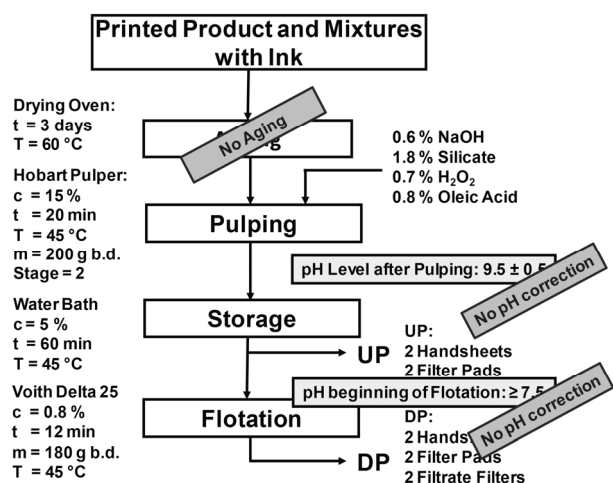 Printed Product and Mixtures
with Ink
Drying Oven:
t = 3 days
T = 60 °C
No Aging
0.6 % NaOH
1.8 % Silicate
0.7 % H₂O₂
0.8 % Oleic Acid
Hobart Pulper:
c = 15 %
t = 20 min
T = 45 °C
m = 200 g b.d.
Stage = 2
Pulping
pH Level after Pulping: 9.5 ± 0.5
No pH correction
Water Bath
c = 5 %
t = 60 min
T = 45 °C
Storage
UP
UP:
2 Handsheets
2 Filter Pads
pH beginning of Flotation: ≥ 7.5
No pH correction
Voith Delta 25
c = 0.8 %
t = 12 min
m = 180 g b.d.
T = 45 °C
Flotation
DP
DP:
2 Hands
2 Filter Pads
2 Filtrate Filters